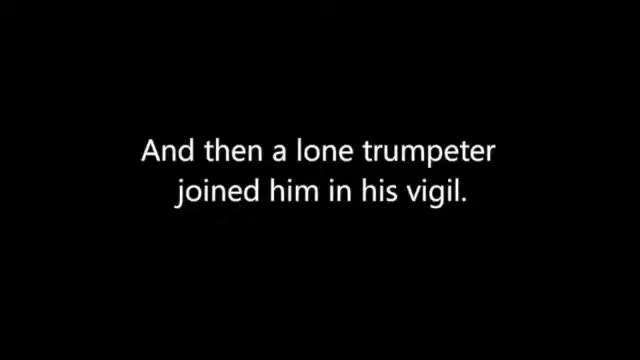 And then a lone trumpeter
joined him in his vigil.